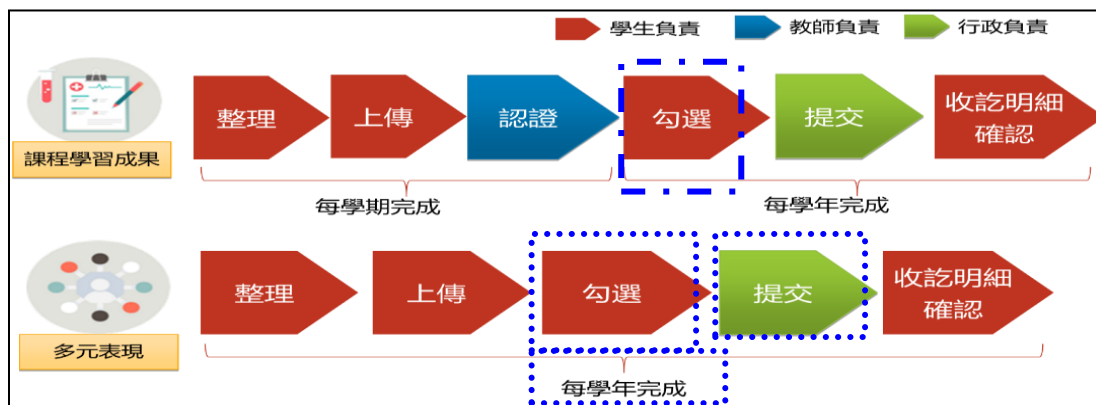 學生負責
教師負責
行政負責
整理
上傳
認證
勾選
提交
收訖明細
確認
課程學習成果
每學期完成
每學年完成
整理
上傳
勾選
提交
收訖明細
確認
多元表現
每學年完成